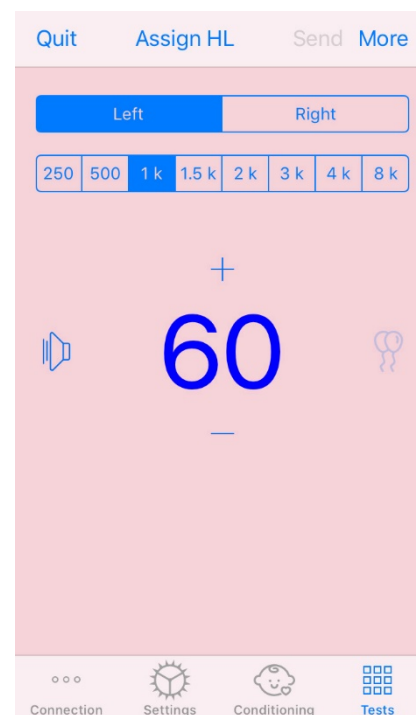 Quit Assign HL Send More
Left Right
250 500 1 k 1.5 k 2 k 3 k 4 k 8 k
+
60
—
Connection Settings Conditioning Tests